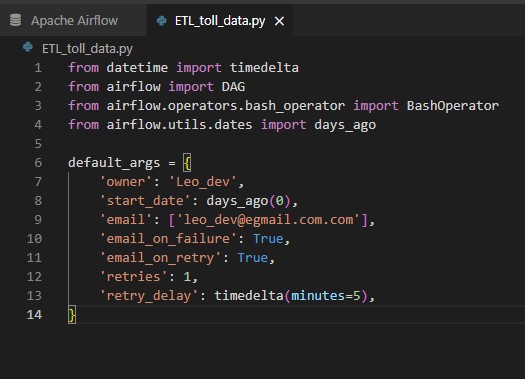 Apache Airflow ETL_toll_data.py ×
ETL_toll_data.py
1 from datetime import timedelta
2 from airflow import DAG
3 from airflow.operators.bash_operator import BashOperator
4 from airflow.utils.dates import days_ago
5
6 default_args = {
7     'owner': 'Leo_dev',
8     'start_date': days_ago(0),
9     'email': ['leo_dev@egmail.com.com'],
10     'email_on_failure': True,
11     'email_on_retry': True,
12     'retries': 1,
13     'retry_delay': timedelta(minutes=5),
14 }